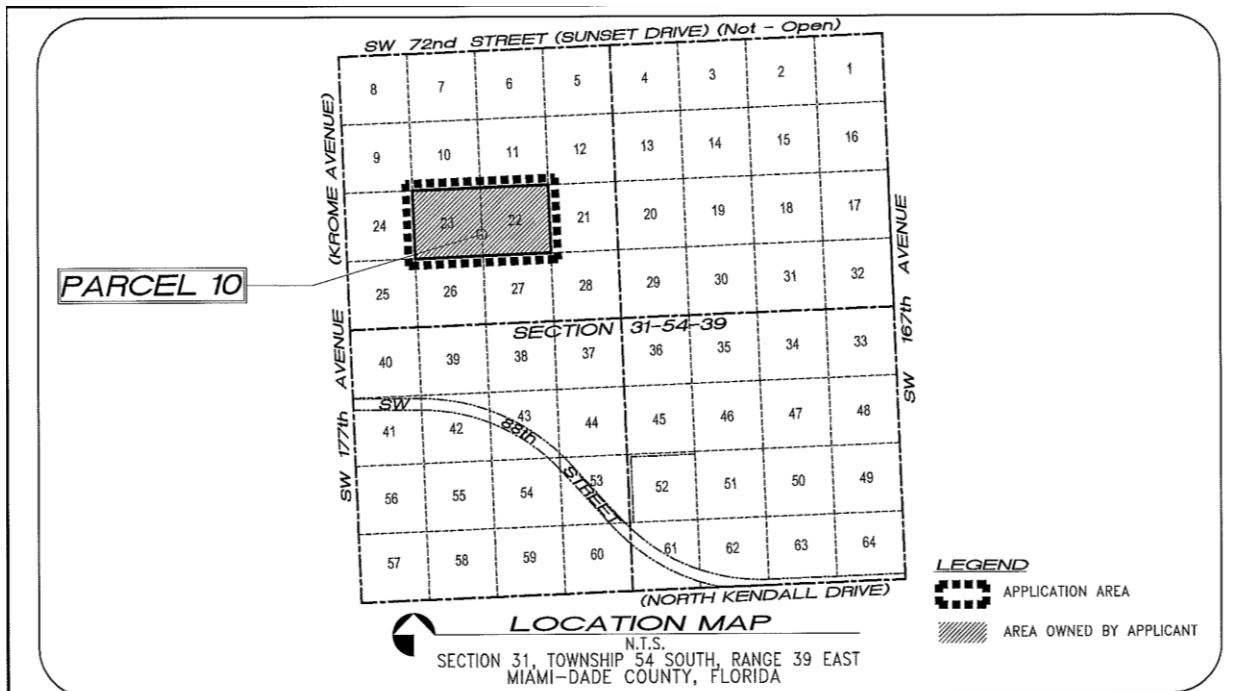 SW 72nd STREET (SUNSET DRIVE) (Not - Open)
8 7 6 5 4 3 2 1
9 10 11 12 13 14 15 16
24 23 22 21 20 19 18 17
25 26 27 28 29 30 31 32
SECTION 31-54-39
40 39 38 37 36 35 34 33
41 42 43 44 45 46 47 48
56 55 54 53 52 51 50 49
57 58 59 60 61 62 63 64
SW 88th STREET
(NORTH KENDALL DRIVE)
SW 177th AVENUE (KROME AVENUE)
SW 167th AVENUE
PARCEL 10
LOCATION MAP
N.T.S.
SECTION 31, TOWNSHIP 54 SOUTH, RANGE 39 EAST
MIAMI-DADE COUNTY, FLORIDA
LEGEND
APPLICATION AREA
AREA OWNED BY APPLICANT